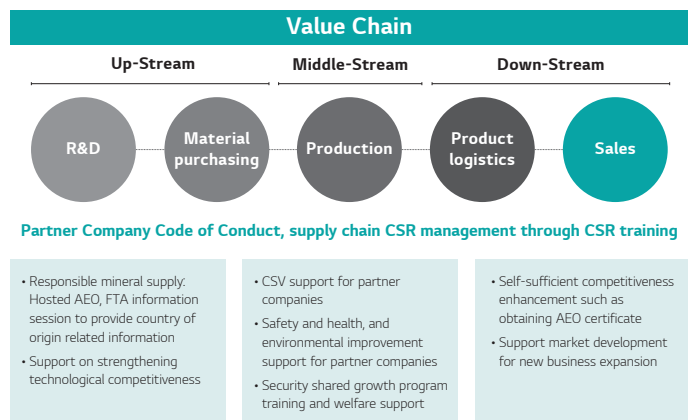 Value Chain
Up-Stream
Middle-Stream
Down-Stream
R&D
Material
purchasing
Production
Product
logistics
Sales
Partner Company Code of Conduct, supply chain CSR management through CSR training
• Responsible mineral supply:
Hosted AEO, FTA information
session to provide country of
origin related information
• Support on strengthening
technological competitiveness
• CSV support for partner
companies
• Safety and health, and
environmental improvement
support for partner companies
• Security shared growth program
training and welfare support
• Self-sufficient competitiveness
enhancement such as
obtaining AEO certificate
• Support market development
for new business expansion